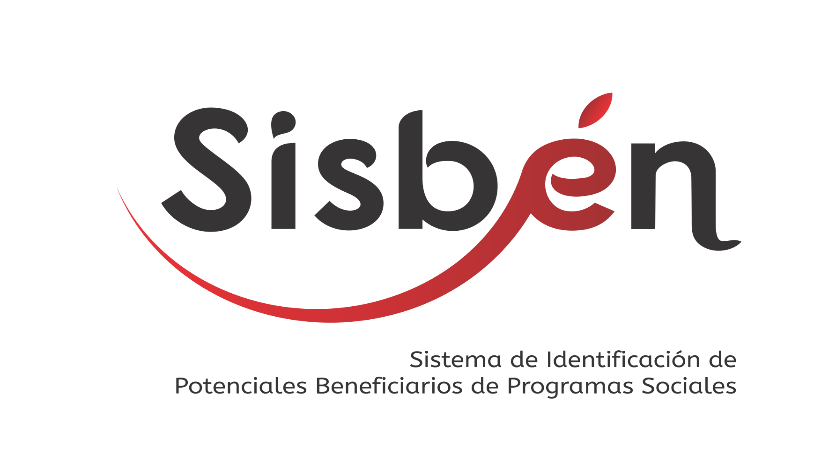 Sisbén
Sistema de Identificación de
Potenciales Beneficiarios de Programas Sociales